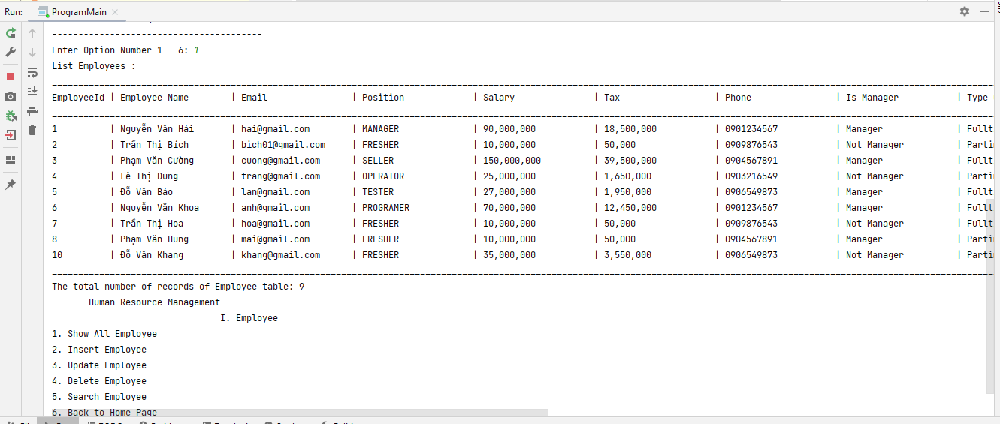 Run: ProgramMain
----------------------------------------
Enter Option Number 1 - 6: 1
List Employees :
EmployeeId | Employee Name | Email | Position | Salary | Tax | Phone | Is Manager | Type
1 | Nguyễn Văn Hải | hai@gmail.com | MANAGER | 90,000,000 | 18,500,000 | 0901234567 | Manager | Fullt
2 | Trần Thị Bích | bich01@gmail.com | FRESHER | 10,000,000 | 50,000 | 0909876543 | Not Manager | Parti
3 | Phạm Văn Cường | cuong@gmail.com | SELLER | 150,000,000 | 39,500,000 | 0904567891 | Manager | Fullt
4 | Lê Thị Dung | trang@gmail.com | OPERATOR | 25,000,000 | 1,650,000 | 0903216549 | Not Manager | Parti
5 | Đỗ Văn Bảo | lan@gmail.com | TESTER | 27,000,000 | 1,950,000 | 0906549873 | Manager | Fullt
6 | Nguyễn Văn Khoa | anh@gmail.com | PROGRAMER | 70,000,000 | 12,450,000 | 0901234567 | Manager | Fullt
7 | Trần Thị Hoa | hoa@gmail.com | FRESHER | 10,000,000 | 50,000 | 0909876543 | Not Manager | Fullt
8 | Phạm Văn Hung | mai@gmail.com | FRESHER | 10,000,000 | 50,000 | 0904567891 | Manager | Parti
10 | Đỗ Văn Khang | khang@gmail.com | FRESHER | 35,000,000 | 3,550,000 | 0906549873 | Not Manager | Parti
The total number of records of Employee table: 9
------ Human Resource Management -------
I. Employee
1. Show All Employee
2. Insert Employee
3. Update Employee
4. Delete Employee
5. Search Employee
6. Back to Home Page